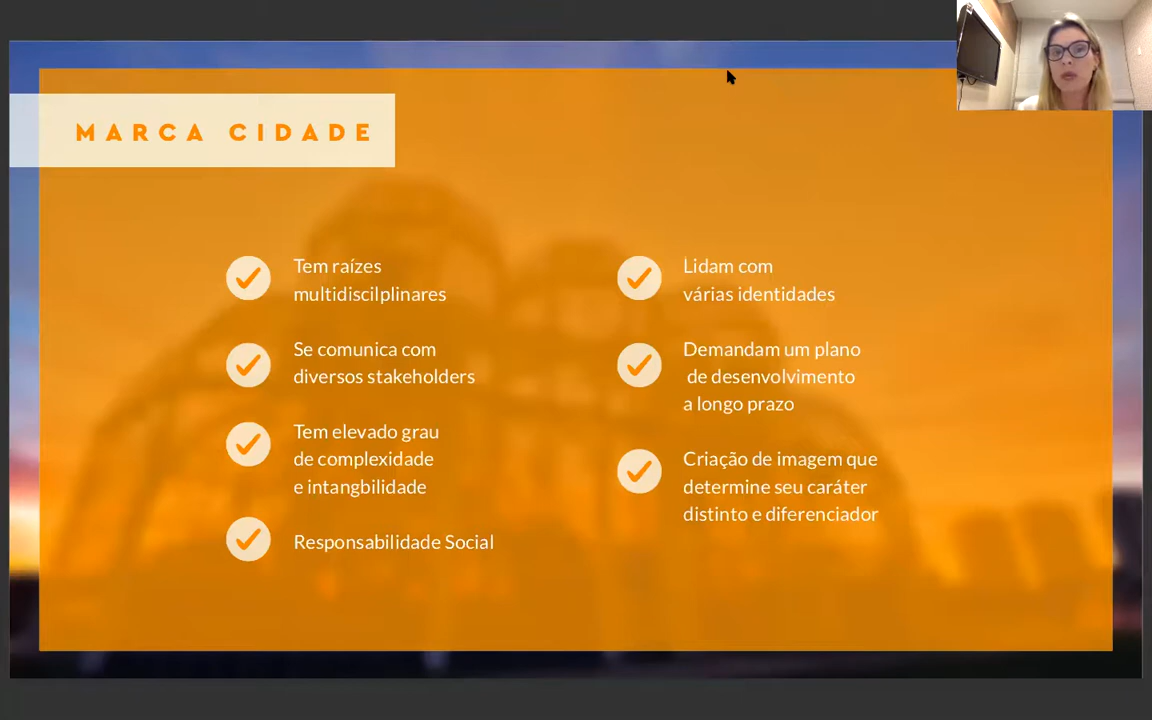 MARCA CIDADE
Tem raízes
multidiscilplinares
Se comunica com
diversos stakeholders
Tem elevado grau
de complexidade
e intangbilidade
Responsabilidade Social
Lidam com
várias identidades
Demandam um plano
de desenvolvimento
a longo prazo
Criação de imagem que
determine seu caráter
distinto e diferenciador